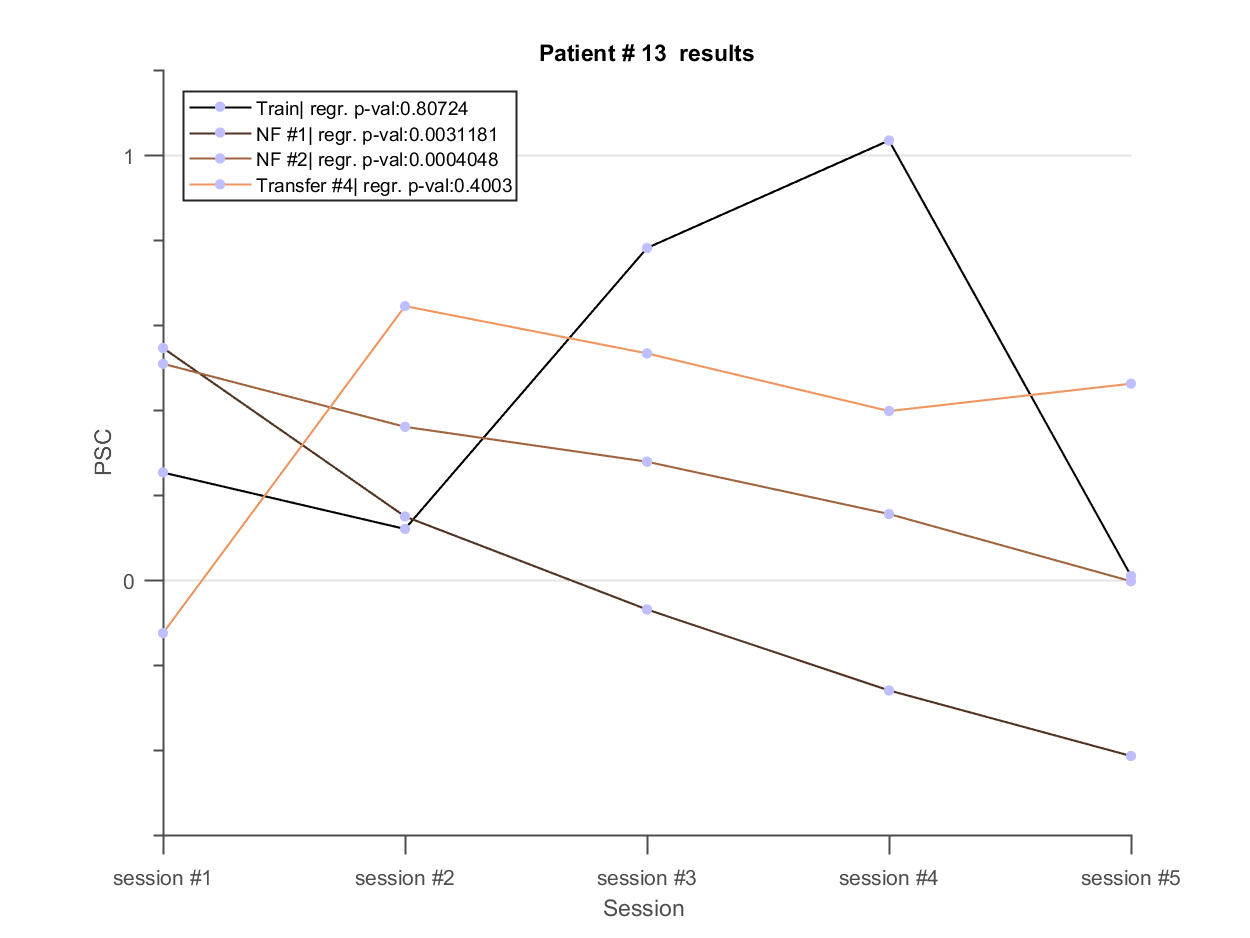 Patient # 13 results
Train| regr. p-val:0.80724
NF #1| regr. p-val:0.0031181
NF #2| regr. p-val:0.0004048
Transfer #4| regr. p-val:0.4003
1
0
PSC
session #1
session #2
session #3
session #4
session #5
Session